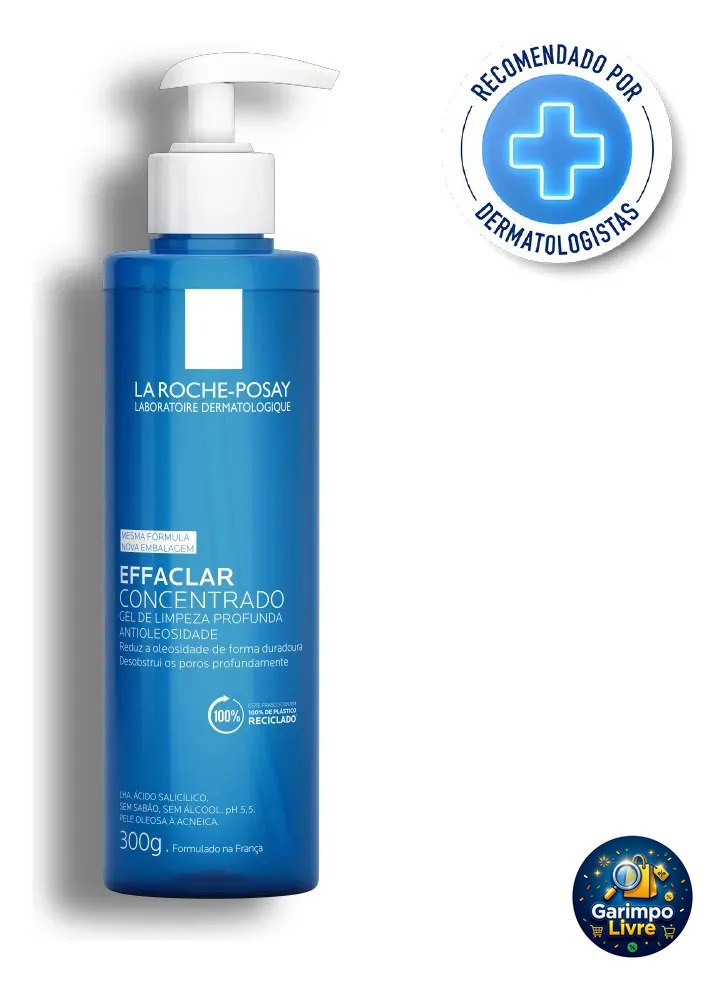 RECOMENDADO POR
DERMATOLOGISTAS
LA ROCHE-POSAY
LABORATOIRE DERMATOLOGIQUE
MESMA FÓRMULA
NOVA EMBALAGEM
EFFACLAR
CONCENTRADO
GEL DE LIMPEZA PROFUNDA
ANTIOLEOSIDADE
Reduz a oleosidade de forma duradoura
Desobstrui os poros profundamente
100%
100% DE PLÁSTICO
RECICLADO
LHA, ÁCIDO SALICÍLICO.
SEM SABÃO, SEM ÁLCOOL. pH 5,5.
PELE OLEOSA À ACNEICA.
300g. Formulado na França
Garimpo
Livre